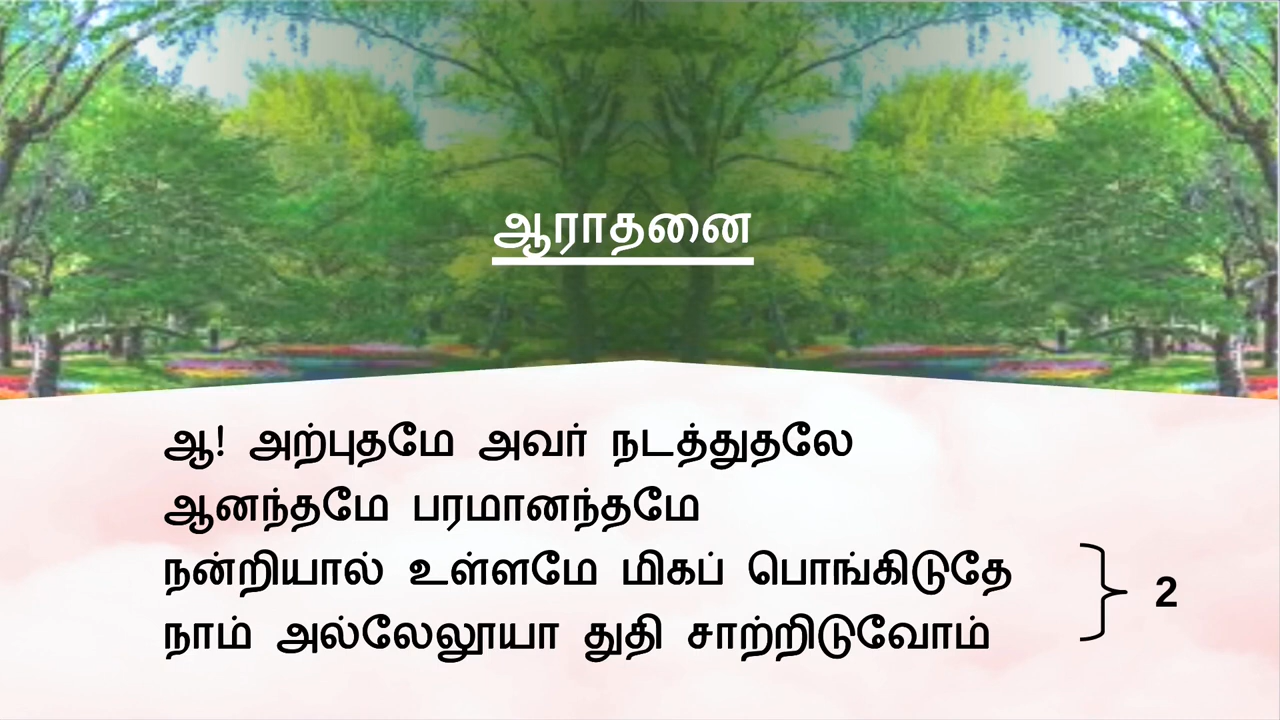 ஆராதனை
ஆ! அற்புதமே அவர் நடத்துதலே
ஆனந்தமே பரமானந்தமே
நன்றியால் உள்ளமே மிகப் பொங்கிடுதே
நாம் அல்லேலூயா துதி சாற்றிடுவோம்
} 2